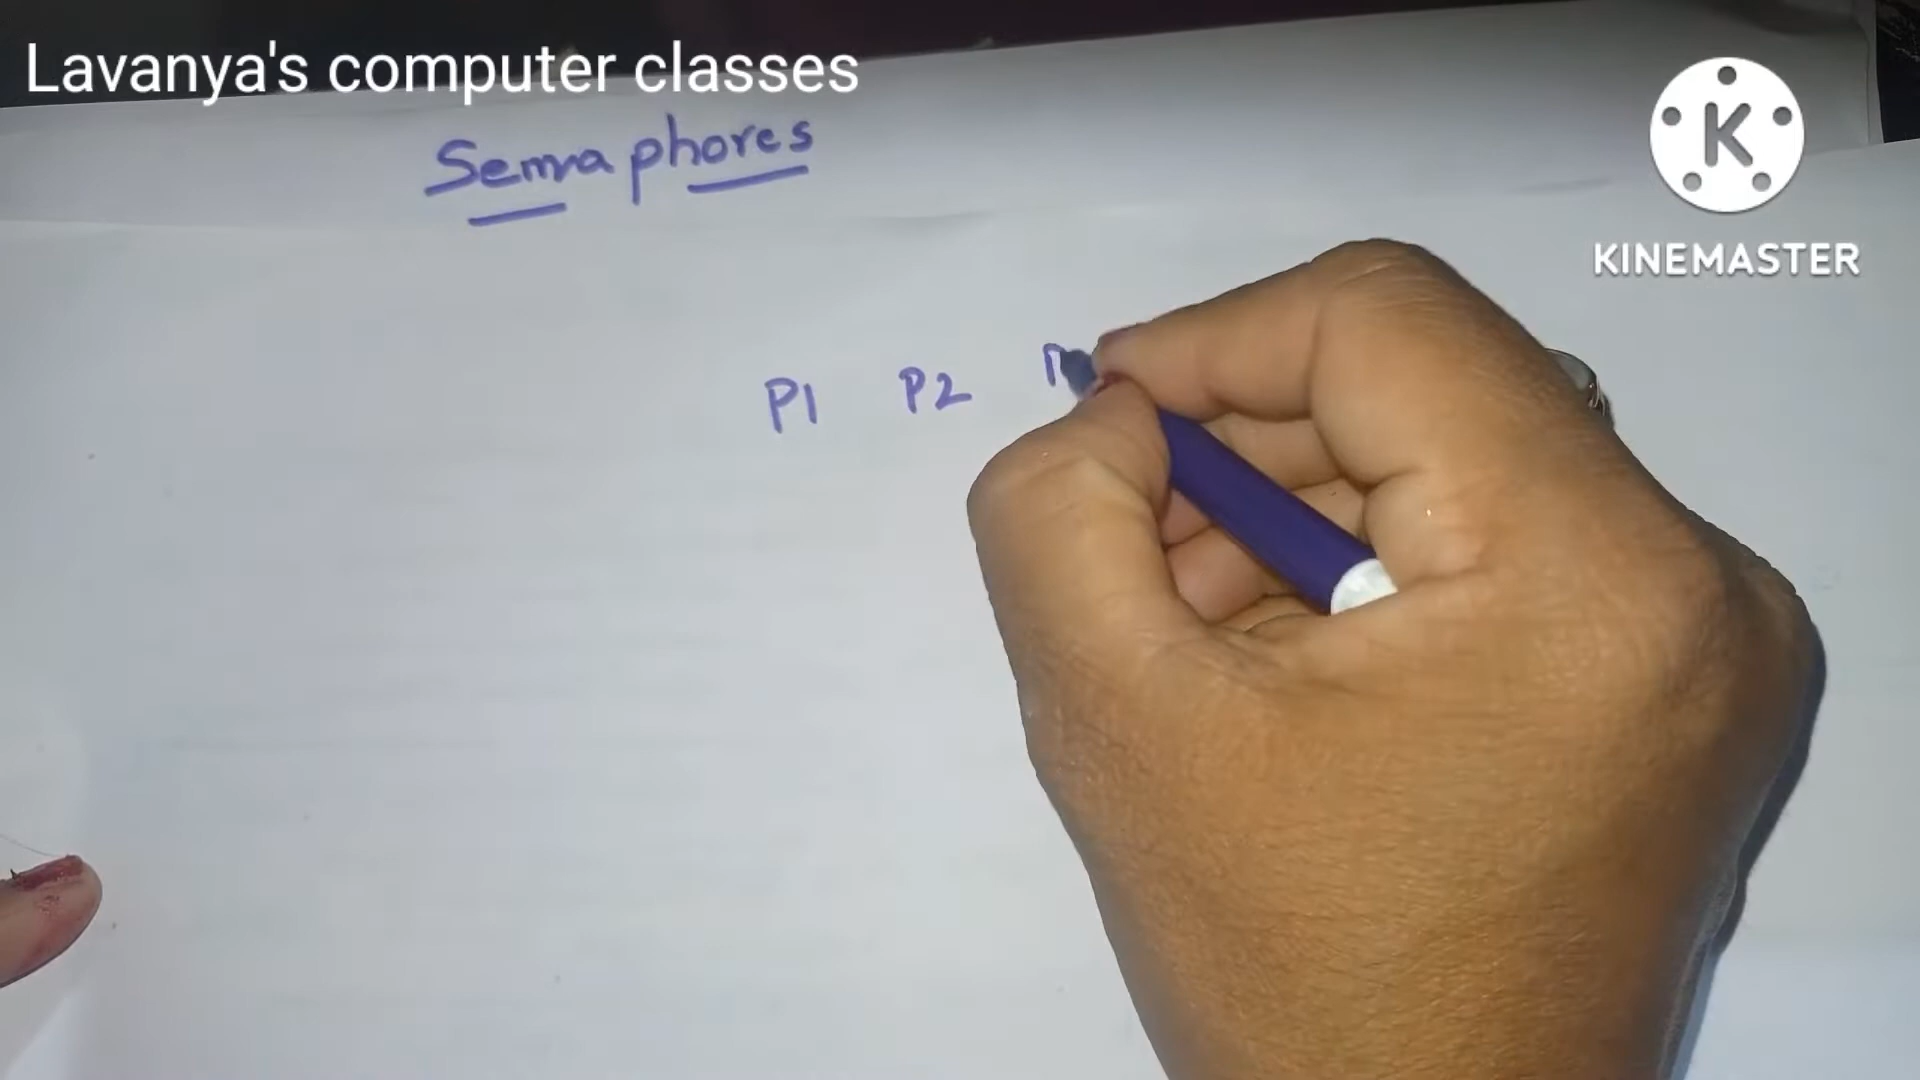 Lavanya's computer classes
K
KINEMASTER
Semaphores
P1 P2